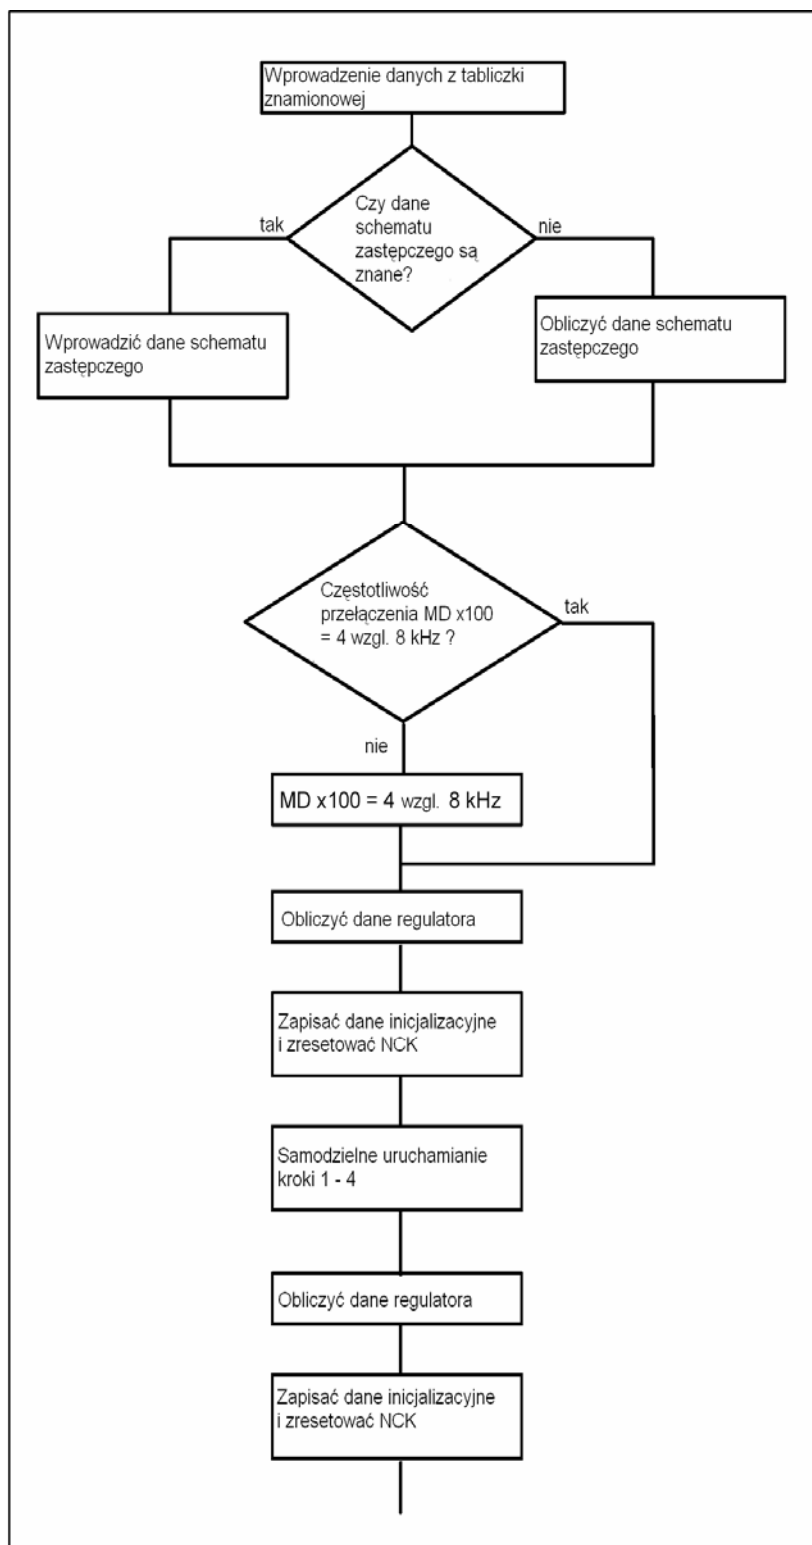 Wprowadzenie danych z tabliczki
znamionowej
Czy dane
schematu
zastępczego są
znane?
tak
nie
Wprowadzić dane schematu
zastępczego
Obliczyć dane schematu
zastępczego
Częstotliwość
przełączenia MD x100
= 4 wzgl. 8 kHz ?
tak
nie
MD x100 = 4 wzgl. 8 kHz
Obliczyć dane regulatora
Zapisać dane inicjalizacyjne
i zresetować NCK
Samodzielne uruchamianie
kroki 1 - 4
Obliczyć dane regulatora
Zapisać dane inicjalizacyjne
i zresetować NCK